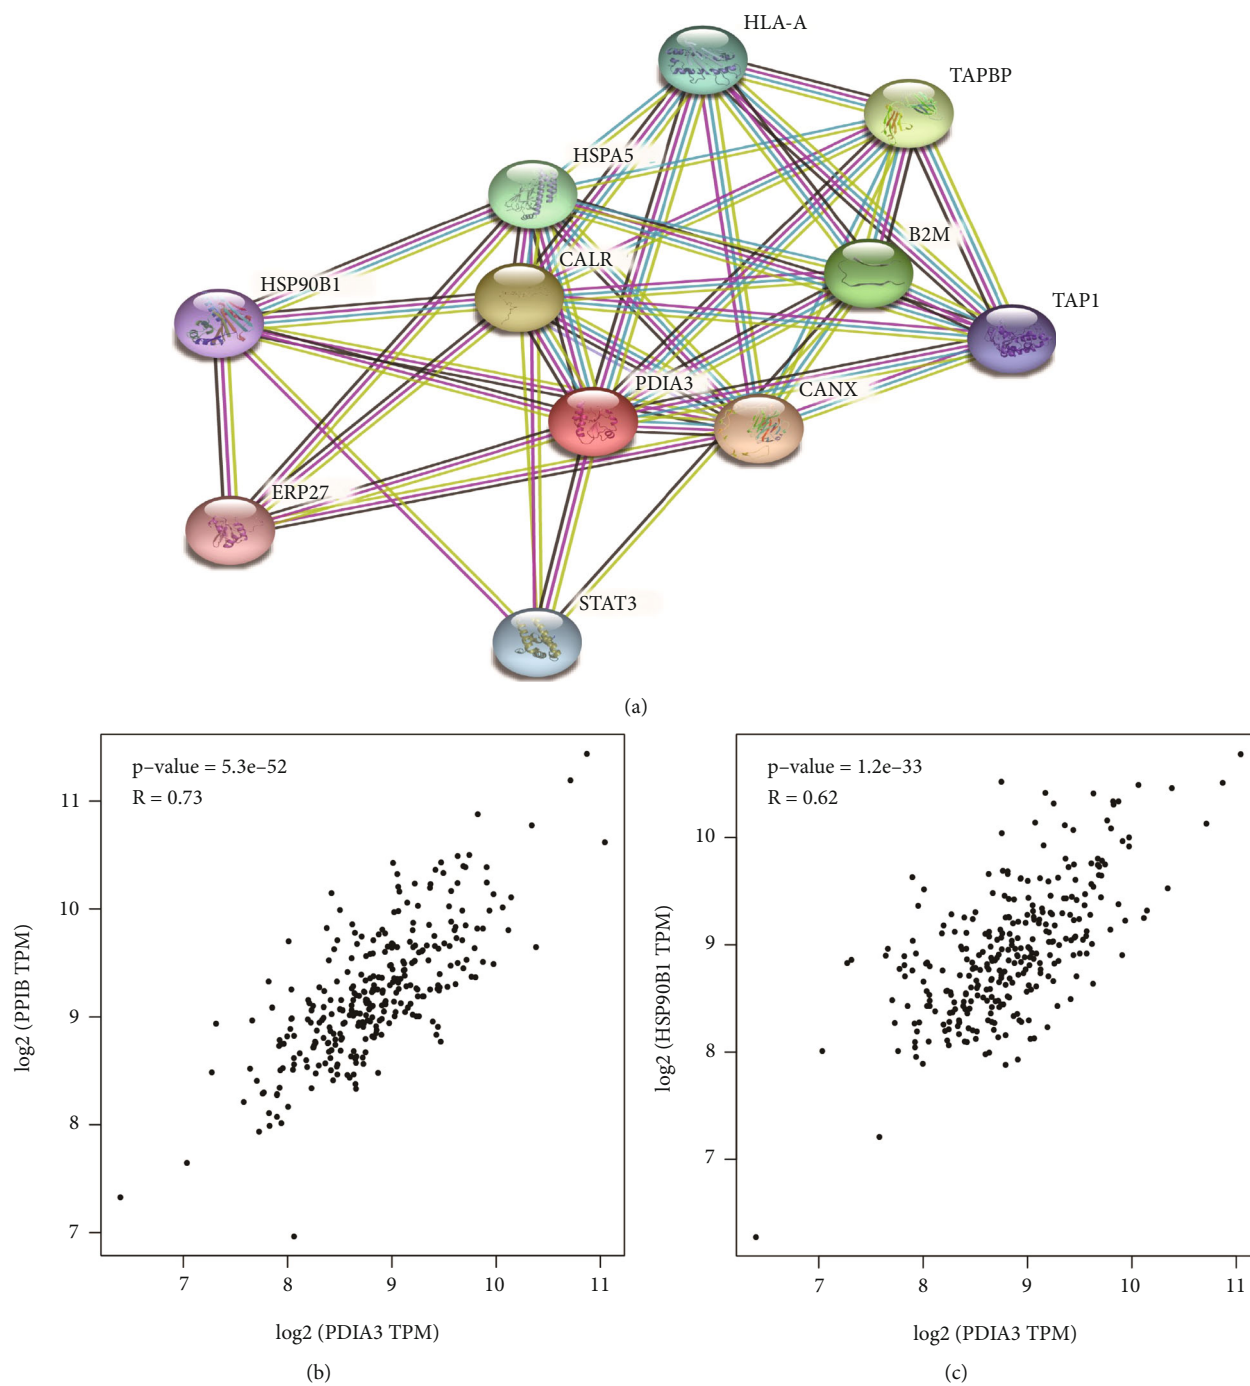 HLA-A
TAPBP
HSPA5
B2M
CALR
HSP90B1
TAP1
PDIA3
CANX
ERP27
STAT3
(a)
p–value = 5.3e–52
R = 0.73
11
10
9
8
7
log2 (PPIB TPM)
7 8 9 10 11
log2 (PDIA3 TPM)
(b)
p–value = 1.2e–33
R = 0.62
10
9
8
7
log2 (HSP90B1 TPM)
7 8 9 10 11
log2 (PDIA3 TPM)
(c)